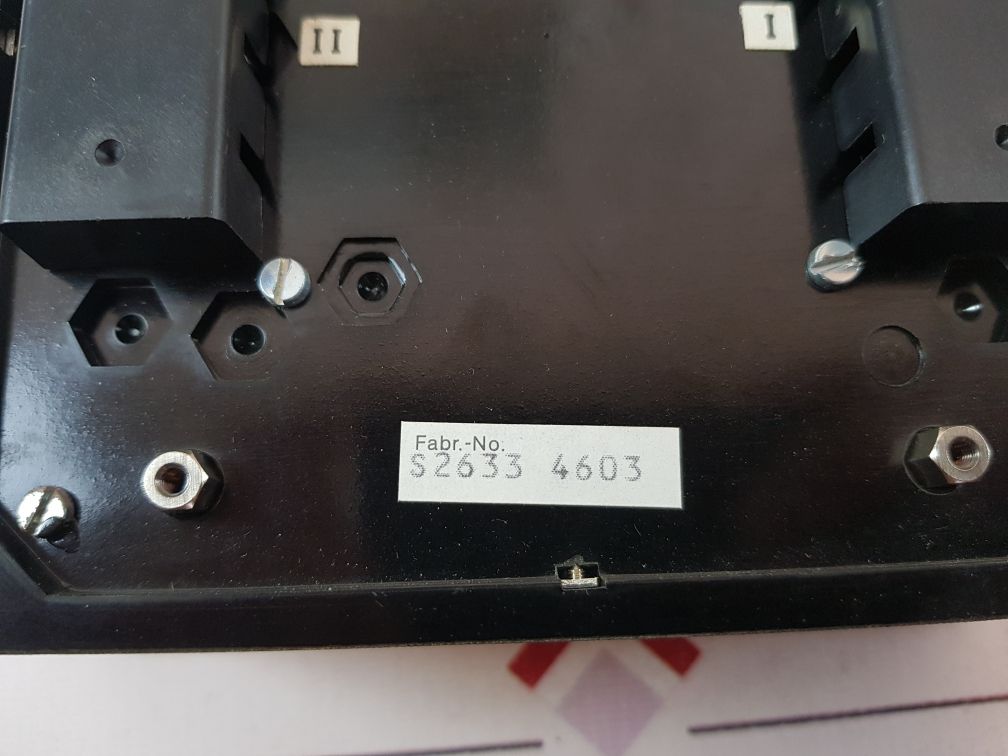 II
I
Fabr.-No.
S2633 4603